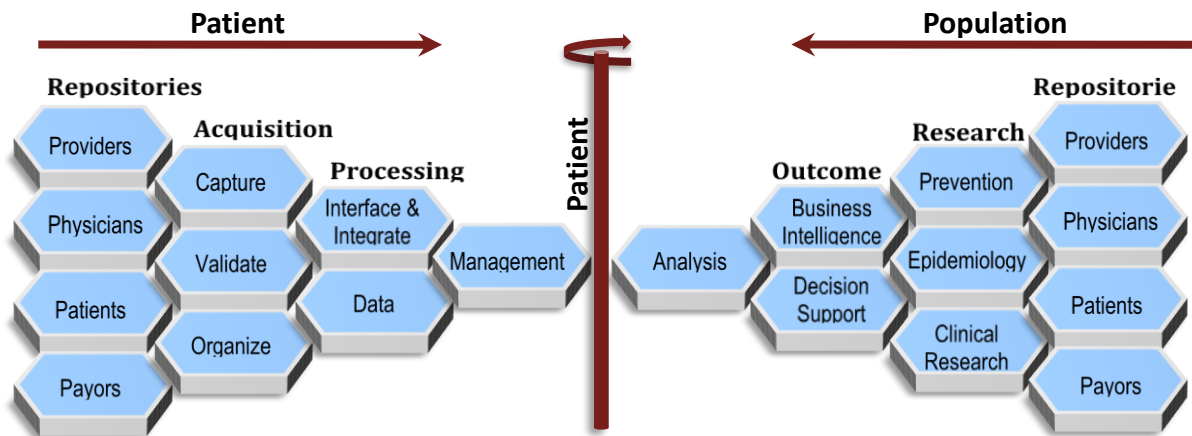 Patient
Population
Patient
Repositories
Providers
Physicians
Patients
Payors
Acquisition
Capture
Validate
Organize
Processing
Interface &
Integrate
Data
Management
Analysis
Outcome
Business
Intelligence
Decision
Support
Research
Prevention
Epidemiology
Clinical
Research
Repositorie
Providers
Physicians
Patients
Payors